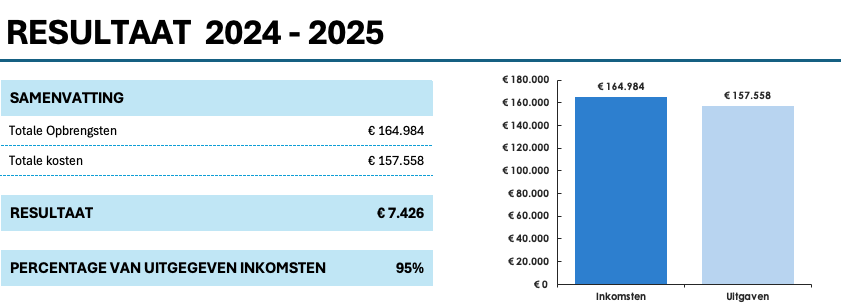 RESULTAAT 2024 - 2025
SAMENVATTING
Totale Opbrengsten € 164.984
Totale kosten € 157.558
RESULTAAT € 7.426
PERCENTAGE VAN UITGEGEVEN INKOMSTEN 95%
€ 180.000
€ 160.000
€ 140.000
€ 120.000
€ 100.000
€ 80.000
€ 60.000
€ 40.000
€ 20.000
€ 0
€ 164.984
€ 157.558
Inkomsten
Uitgaven